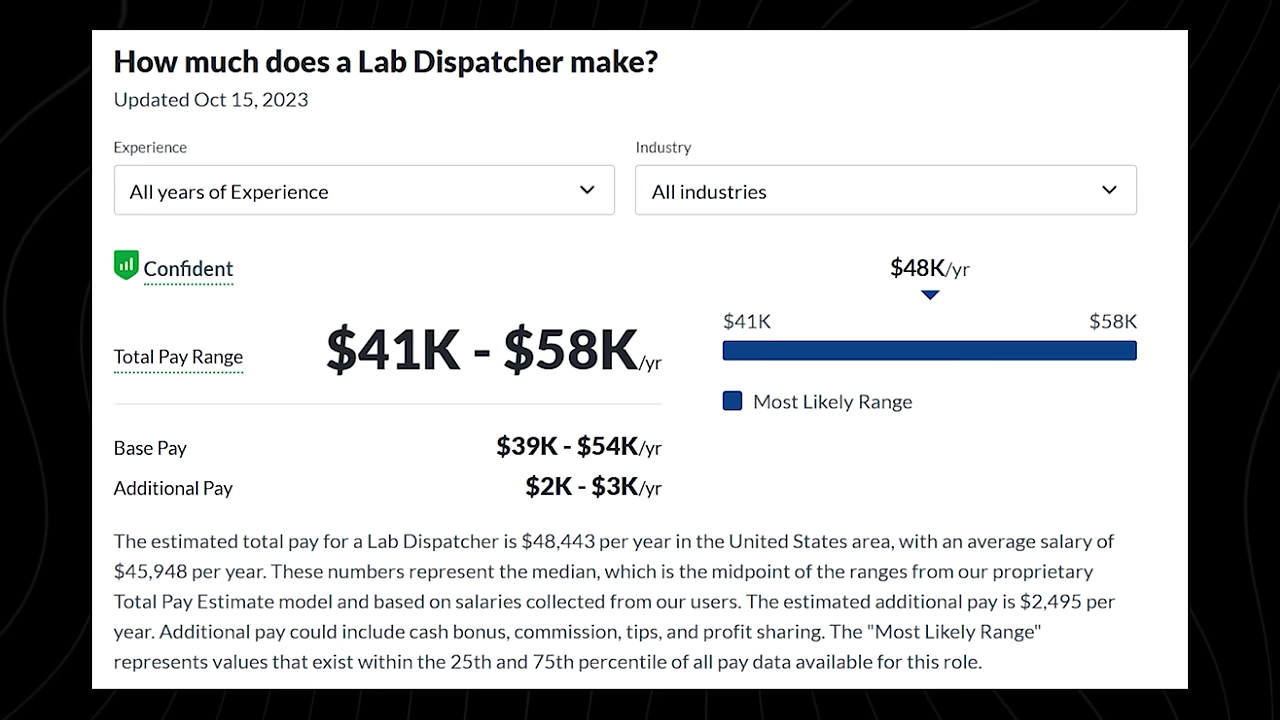 How much does a Lab Dispatcher make?
Updated Oct 15, 2023
Experience
Industry
All years of Experience
All industries
Confident
$48K/yr
$41K
$58K
Total Pay Range
$41K - $58K/yr
Most Likely Range
Base Pay
$39K - $54K/yr
Additional Pay
$2K - $3K/yr
The estimated total pay for a Lab Dispatcher is $48,443 per year in the United States area, with an average salary of
$45,948 per year. These numbers represent the median, which is the midpoint of the ranges from our proprietary
Total Pay Estimate model and based on salaries collected from our users. The estimated additional pay is $2,495 per
year. Additional pay could include cash bonus, commission, tips, and profit sharing. The "Most Likely Range"
represents values that exist within the 25th and 75th percentile of all pay data available for this role.